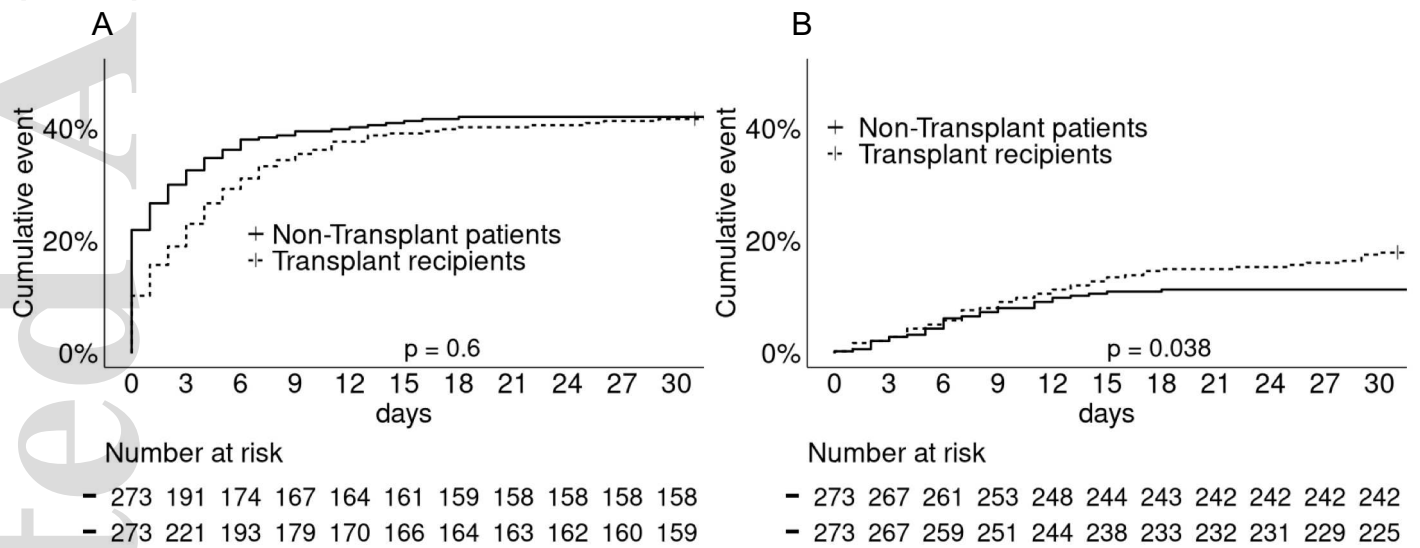 A
Cumulative event
40%
20%
0%
Non-Transplant patients
Transplant recipients
p = 0.6
0 3 6 9 12 15 18 21 24 27 30
days
Number at risk
- 273 191 174 167 164 161 159 158 158 158 158
- 273 221 193 179 170 166 164 163 162 160 159
B
Cumulative event
40%
20%
0%
Non-Transplant patients
Transplant recipients
p = 0.038
0 3 6 9 12 15 18 21 24 27 30
days
Number at risk
- 273 267 261 253 248 244 243 242 242 242 242
- 273 267 259 251 244 238 233 232 231 229 225
ted A